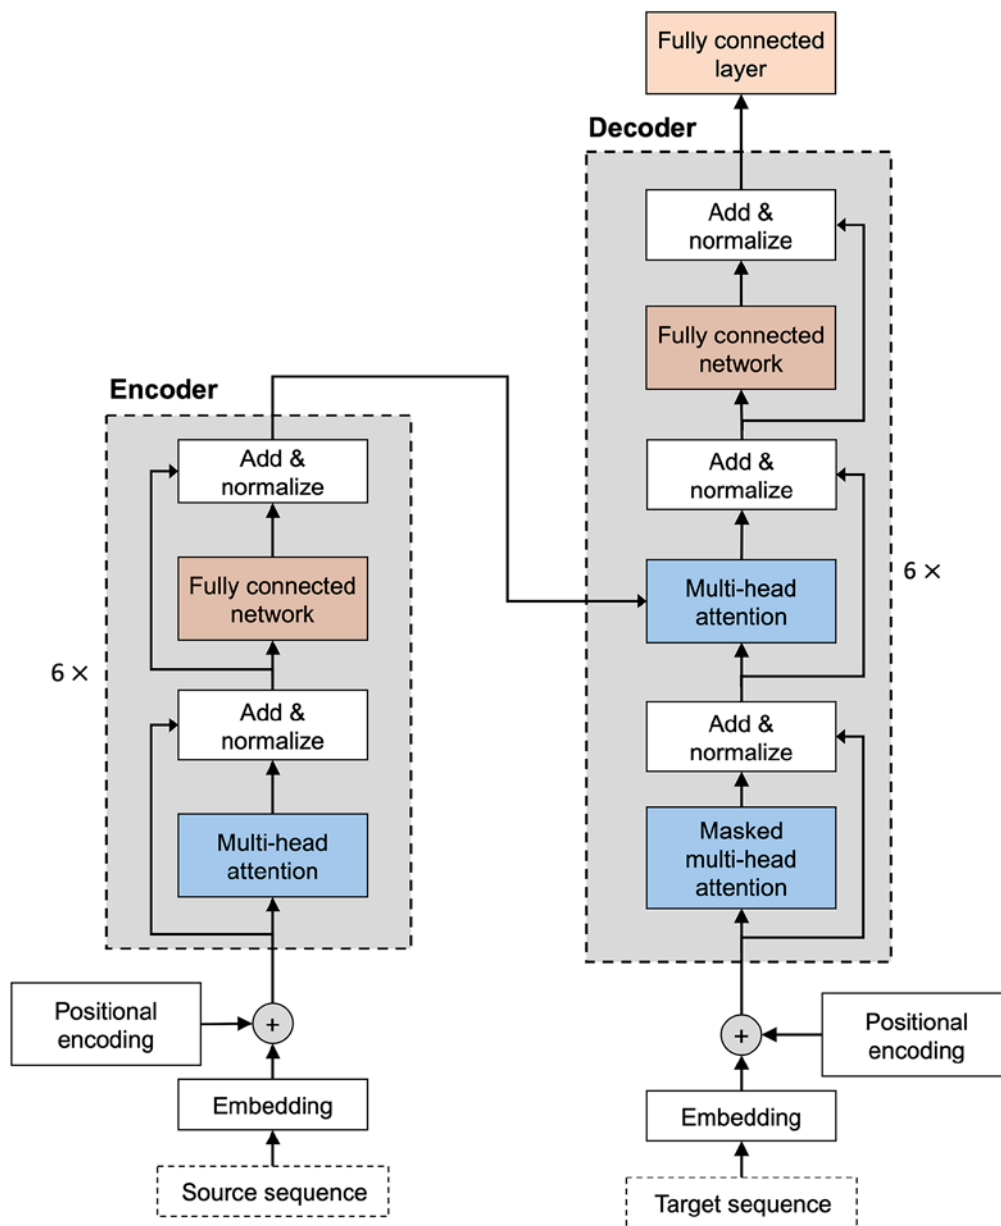 Fully connected
layer
Decoder
Add &
normalize
Fully connected
network
Encoder
Add &
normalize
Add &
normalize
Fully connected
network
Multi-head
attention
6 ×
6 ×
Add &
normalize
Add &
normalize
Multi-head
attention
Masked
multi-head
attention
Positional
encoding
+
+
Positional
encoding
Embedding
Embedding
Source sequence
Target sequence